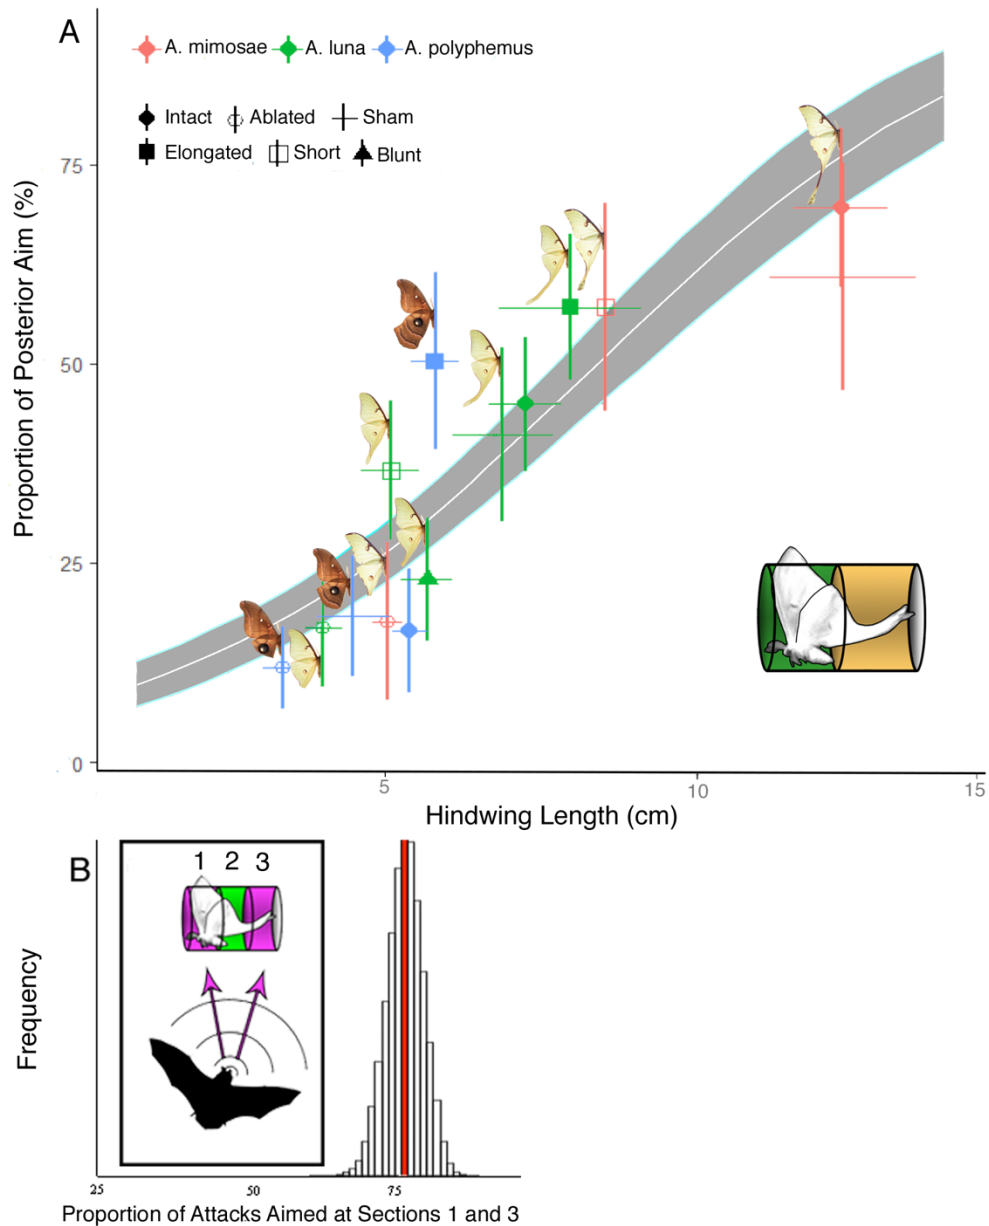 A
A. mimosae A. luna A. polyphemus
Intact Ablated Sham
Elongated Short Blunt
Proportion of Posterior Aim (%)
75
50
25
0
5 10 15
Hindwing Length (cm)
B
1 2 3
Frequency
25 50 75
Proportion of Attacks Aimed at Sections 1 and 3